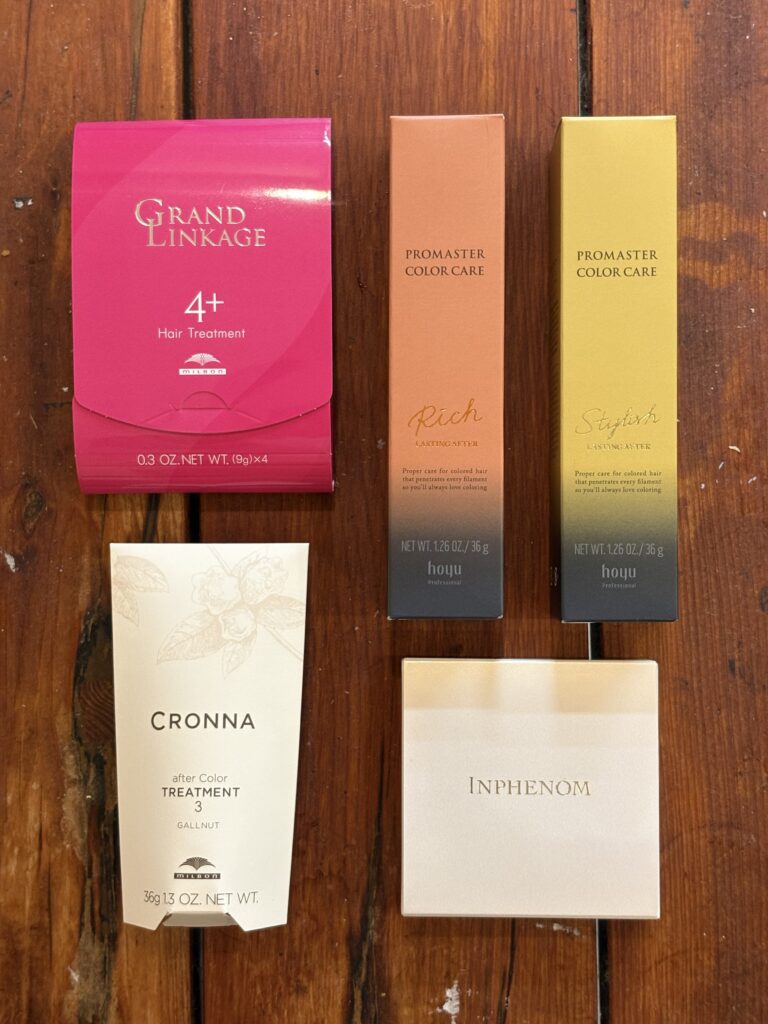 GRAND
LINKAGE
4+
Hair Treatment
MILBON
0.3 OZ.NET WT. (9g)×4
PROMASTER
COLOR CARE
Rich
LASTING AFTER
Proper care for colored hair
that penetrates every filament
so you'll always love coloring
NET WT. 1.26 OZ./36 g
hoyu
Professional
PROMASTER
COLOR CARE
Stylish
LASTING AFTER
Proper care for colored hair
that penetrates every filament
so you'll always love coloring
NET WT. 1.26 OZ./36 g
hoyu
Professional
CRONNA
after Color
TREATMENT
3
GALLNUT
MILBON
36g 1.3 OZ. NET WT.
INPHENOM